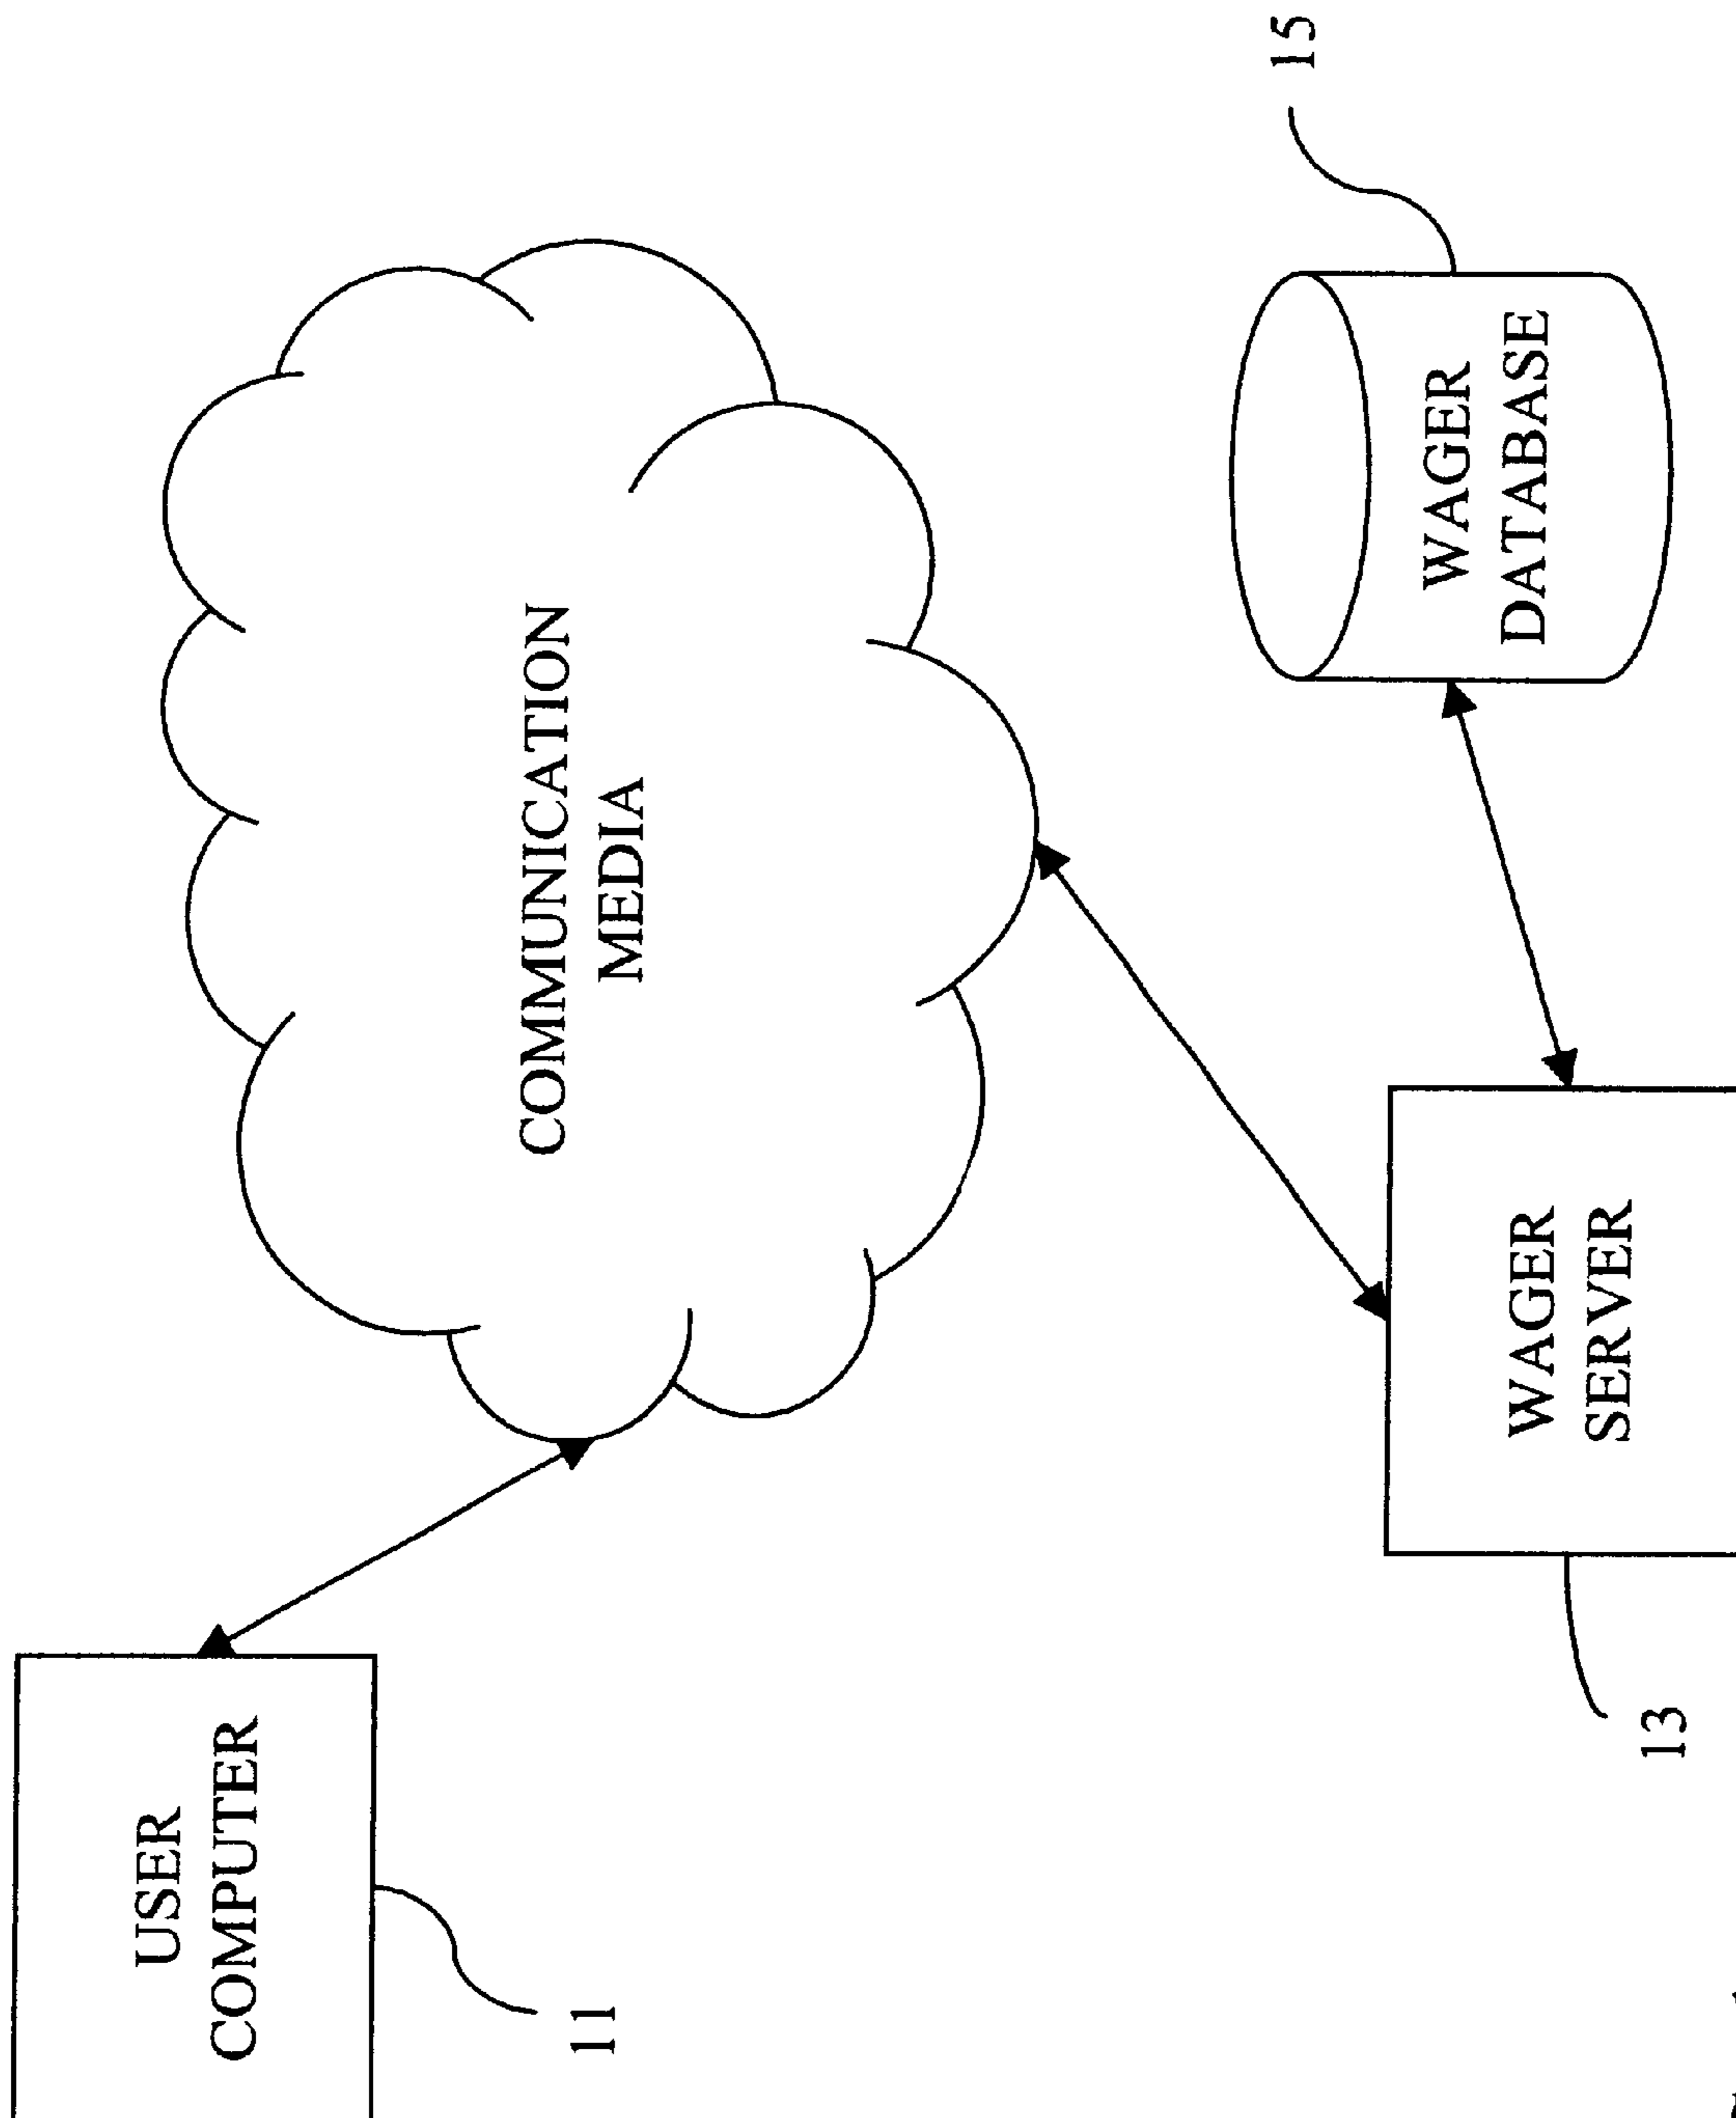 USER
COMPUTER
11
COMMUNICATION
MEDIA
WAGER
SERVER
13
WAGER
DATABASE
15